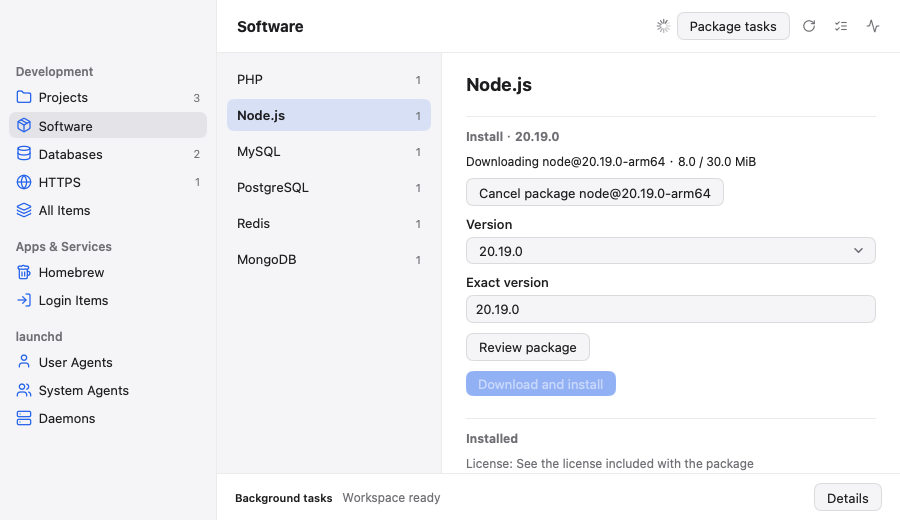 Software
Package tasks
Development
Projects 3
Software
Databases 2
HTTPS 1
All Items
Apps & Services
Homebrew
Login Items
launchd
User Agents
System Agents
Daemons
PHP 1
Node.js 1
MySQL 1
PostgreSQL 1
Redis 1
MongoDB 1
Node.js
Install · 20.19.0
Downloading node@20.19.0-arm64 · 8.0 / 30.0 MiB
Cancel package node@20.19.0-arm64
Version
20.19.0
Exact version
20.19.0
Review package
Download and install
Installed
License: See the license included with the package
Background tasks Workspace ready
Details